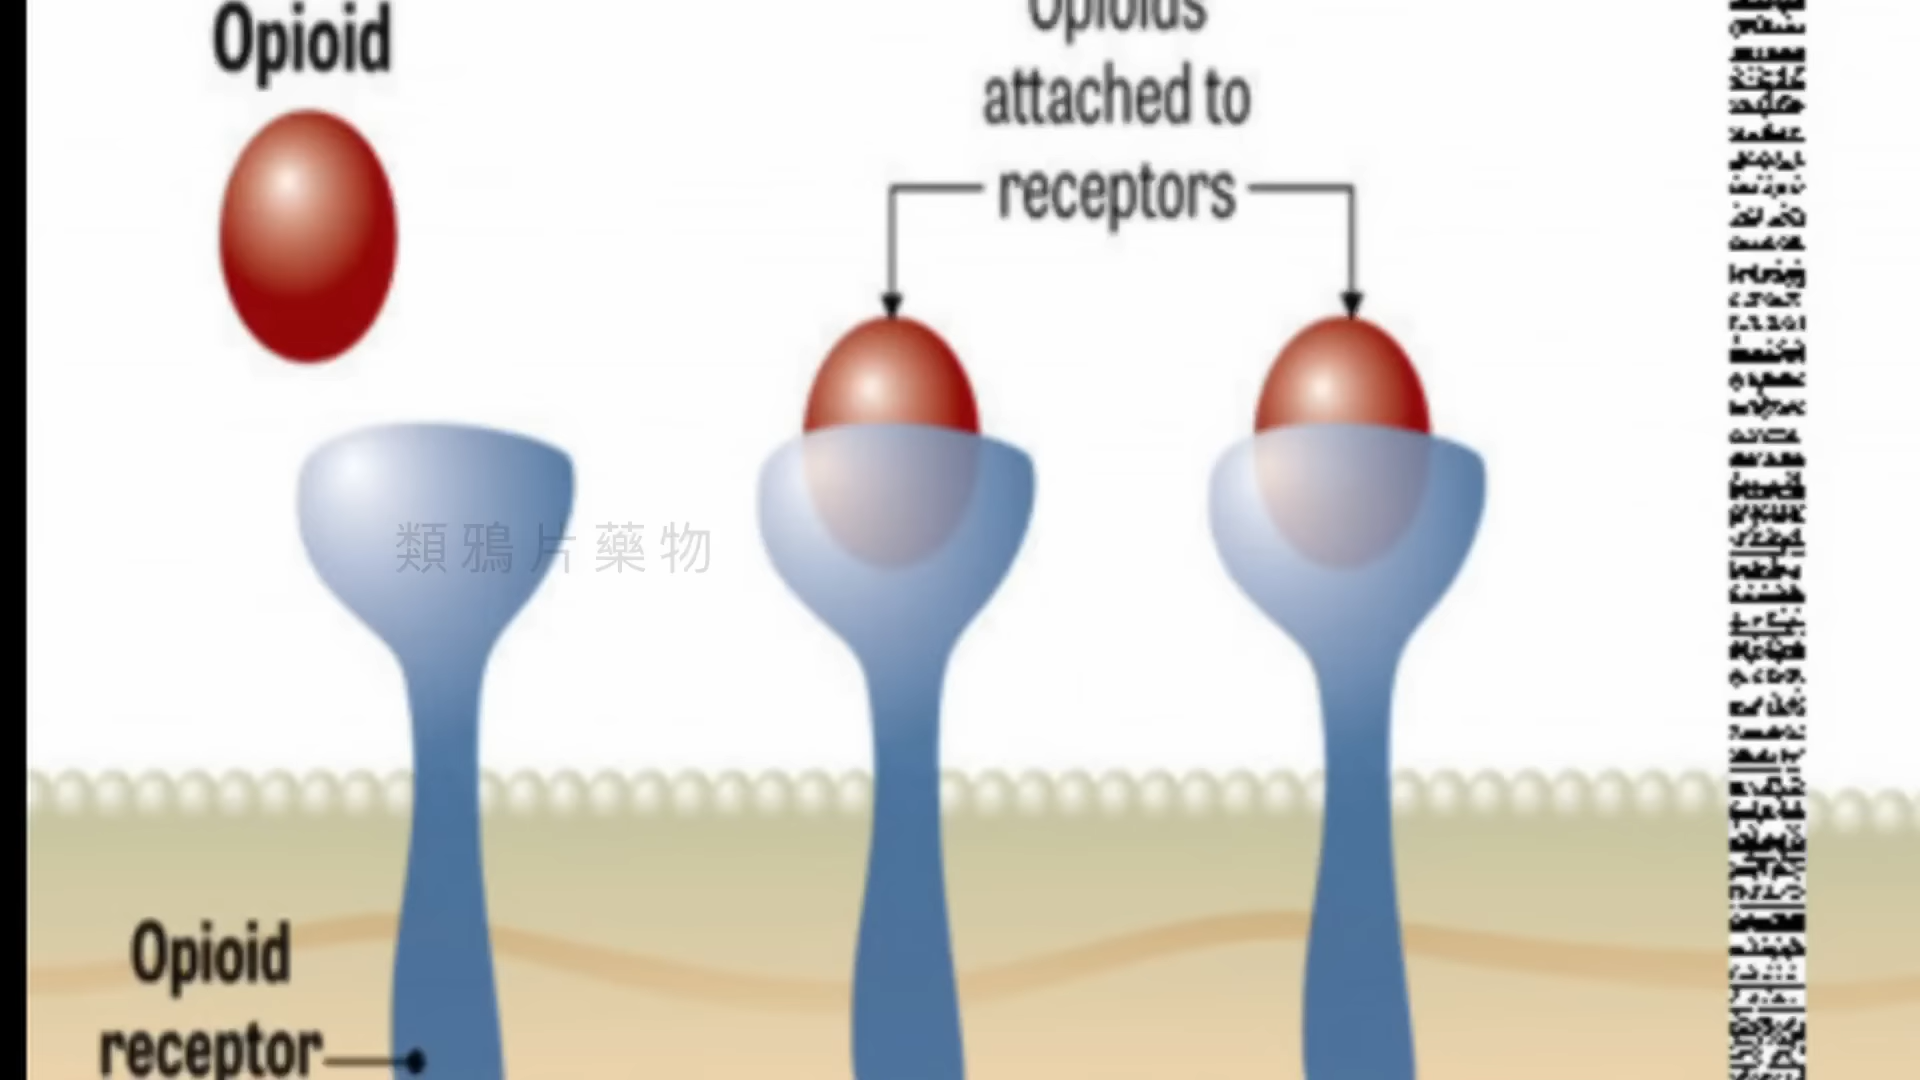 Opioid
Opioids
attached to
receptors
類鴉片藥物
Opioid
receptor